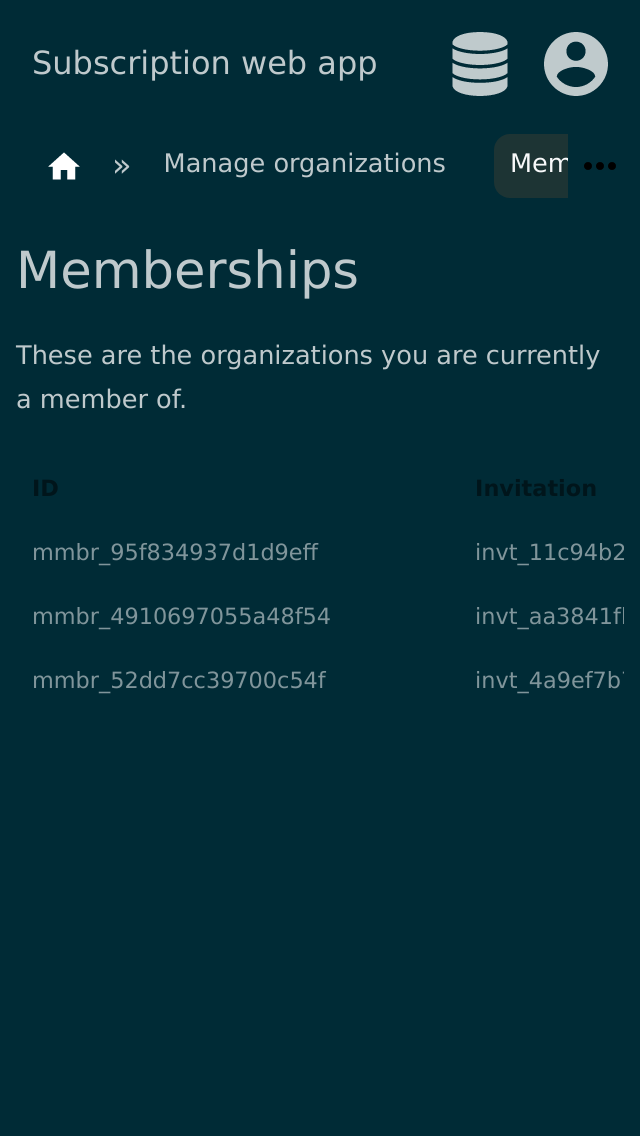 Subscription web app
» Manage organizations Mem •••
Memberships
These are the organizations you are currently
a member of.
ID Invitation
mmbr_95f834937d1d9eff invt_11c94b2
mmbr_4910697055a48f54 invt_aa3841f
mmbr_52dd7cc39700c54f invt_4a9ef7b